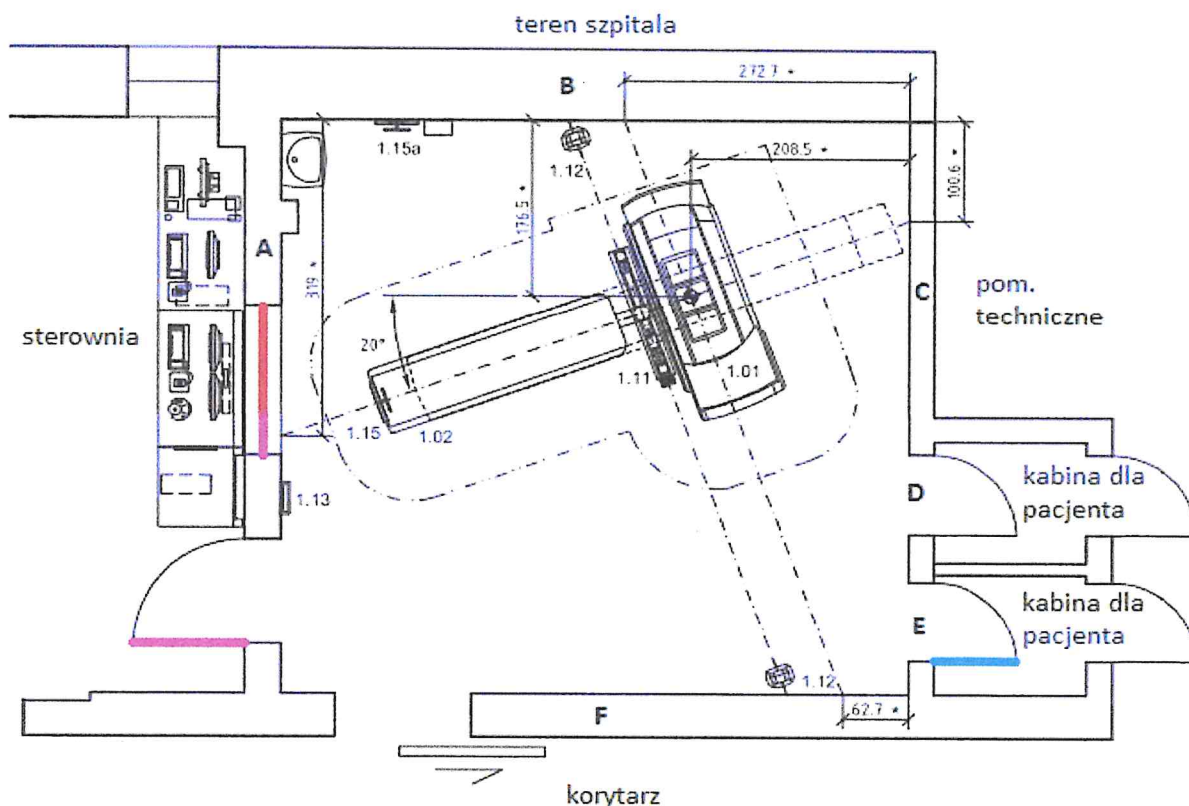 teren szpitala
B
272.7 *
1.15a
1.12
208.5 *
100.6 *
176.5 *
A
319 *
C
pom.
techniczne
sterownia
20°
1.11
1.01
1.15
1.02
1.13
D
kabina dla
pacjenta
E
kabina dla
pacjenta
1.12
F
62.7 *
korytarz